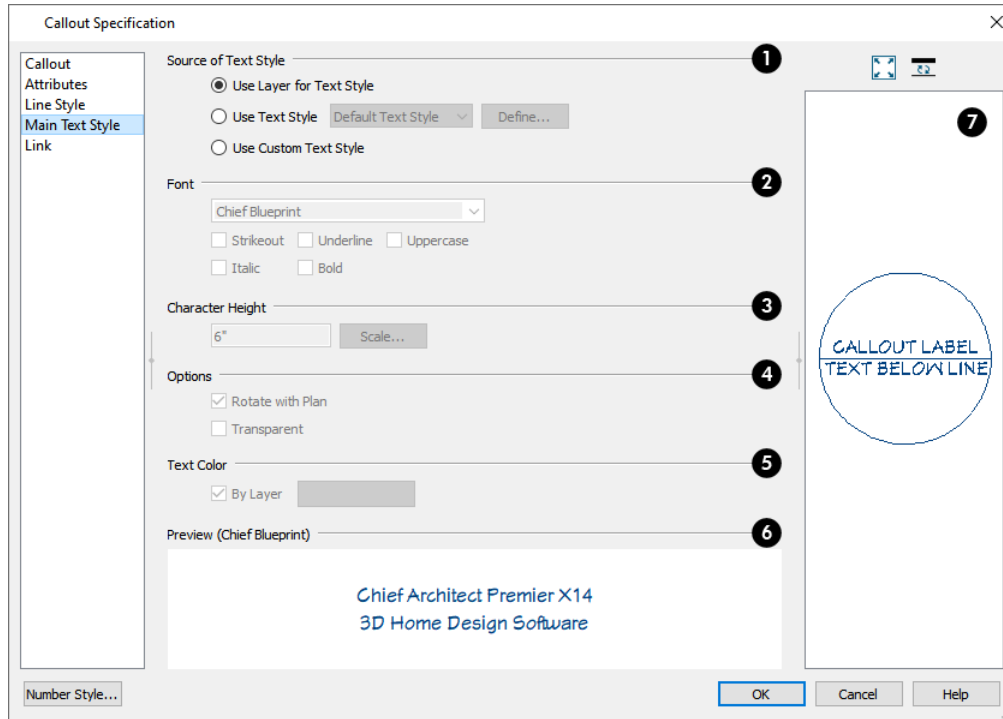 Callout Specification
Callout
Attributes
Line Style
Main Text Style
Link
Source of Text Style 1
Use Layer for Text Style
Use Text Style Default Text Style Define...
Use Custom Text Style
Font 2
Chief Blueprint
Strikeout Underline Uppercase
Italic Bold
Character Height 3
6" Scale...
Options 4
Rotate with Plan
Transparent
Text Color 5
By Layer
Preview (Chief Blueprint) 6
Chief Architect Premier X14
3D Home Design Software
7
CALLOUT LABEL
TEXT BELOW LINE
Number Style... OK Cancel Help